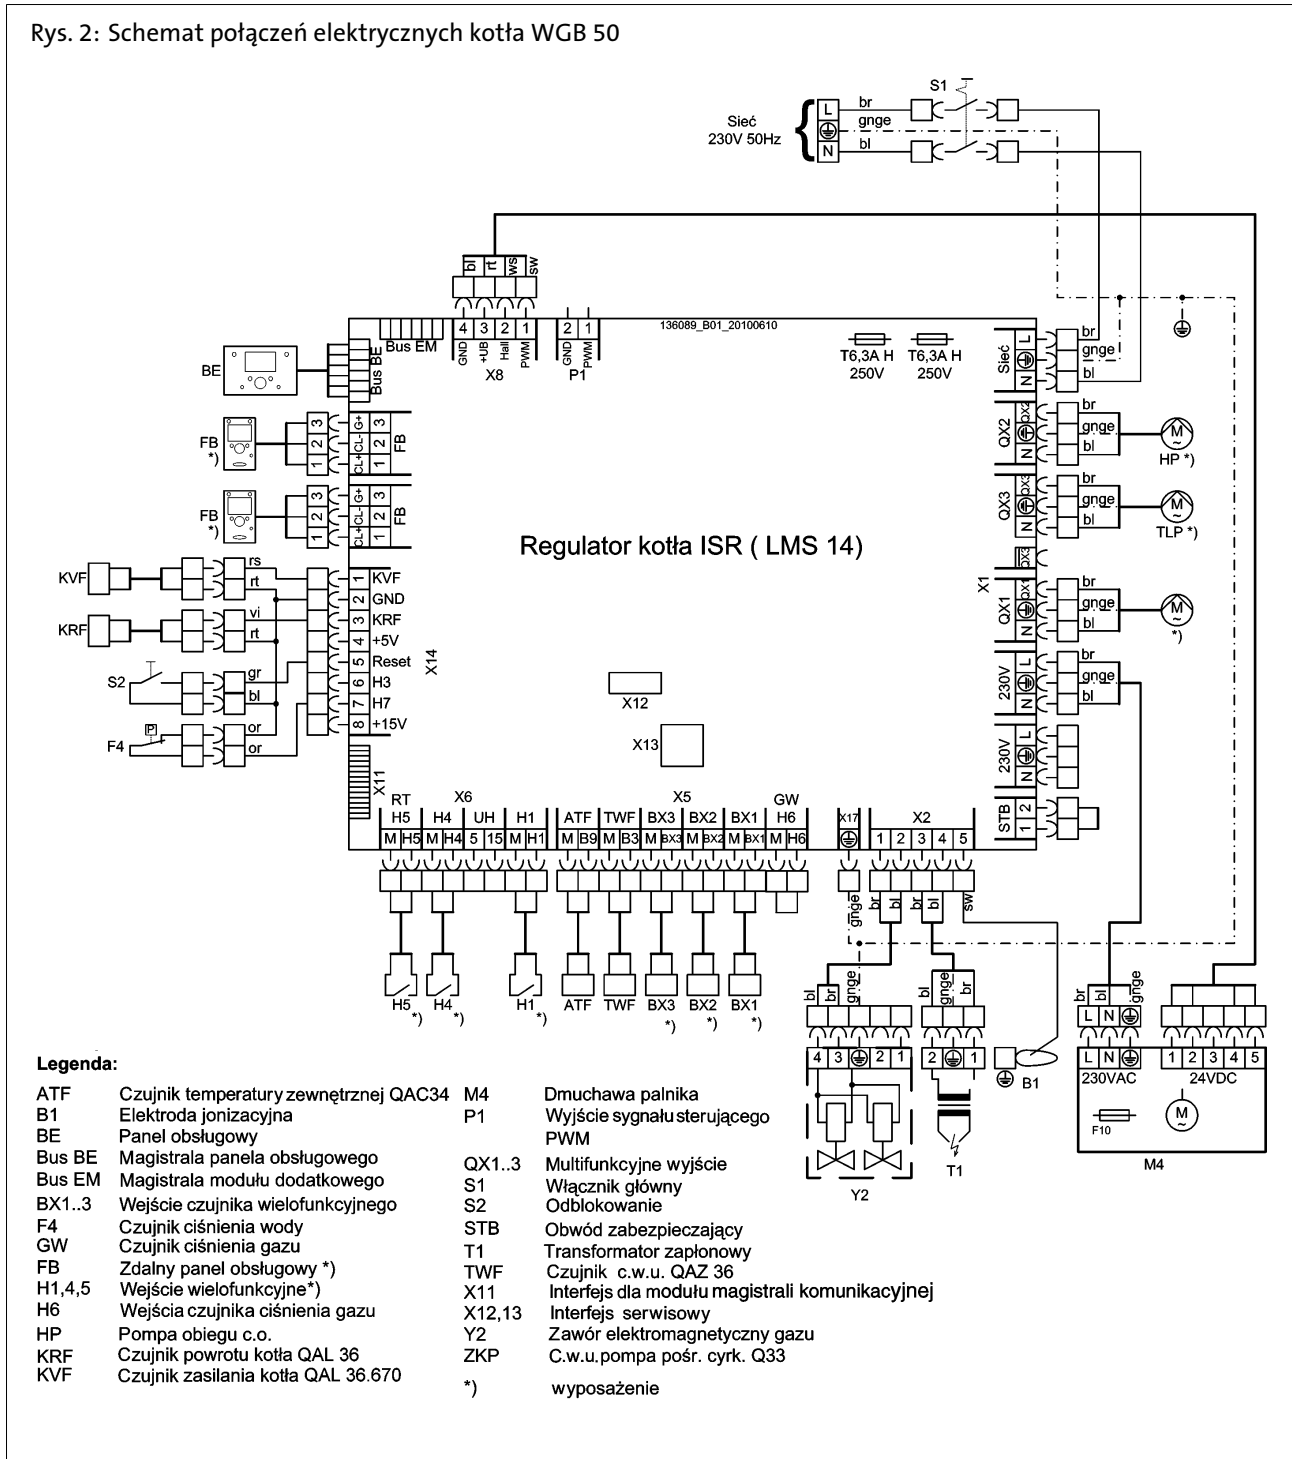 Rys. 2: Schemat połączeń elektrycznych kotła WGB 50
S1
L br
gnge
N bl
Sieć
230V 50Hz
bl rt ws sw
4 3 2 1
GND +UB Hall PWM
X8
2 1
GND PWM
P1
136089_B01_20100610
T6,3A H
250V
T6,3A H
250V
Bus EM
Bus BE
BE
FB
*)
3 G+ 3
2 CL- 2
1 CL+ 1
FB
FB
*)
3 G+ 3
2 CL- 2
1 CL+ 1
FB
Sieć
L br
gnge
N bl
QX2
QX2 br
gnge
N bl
M
~
HP *)
QX3
QX3 br
gnge
N bl
M
~
TLP *)
QX3
X1
QX1
QX1 br
gnge
N bl
M
~
*)
230V
L br
gnge
N bl
230V
L
N
STB
2
1
Regulator kotła ISR ( LMS 14)
KVF rs
rt
KRF vi
rt
S2 gr
bl
P
F4 or
or
1 KVF
2 GND
3 KRF
4 +5V
5 Reset
6 H3
7 H7
8 +15V
X14
X12
X13
X11
RT X6 X5 GW
H5 H4 UH H1 ATF TWF BX3 BX2 BX1 H6 X17 X2
M H5 M H4 5 15 M H1 M B9 M B3 M BX3 M BX2 M BX1 M H6 1 2 3 4 5
gnge br bl br bl sw
H5 *) H4 *) H1 *) ATF TWF BX3 *) BX2 *) BX1 *)
bl br gnge
4 3 2 1
Y2
bl gnge br
2 1
T1
B1
br bl gnge
L N
L N 1 2 3 4 5
230VAC 24VDC
F10
M
~
M4
Legenda:
ATF Czujnik temperatury zewnętrznej QAC34
B1 Elektroda jonizacyjna
BE Panel obsługowy
Bus BE Magistrala panela obsługowego
Bus EM Magistrala modułu dodatkowego
BX1..3 Wejście czujnika wielofunkcyjnego
F4 Czujnik ciśnienia wody
GW Czujnik ciśnienia gazu
FB Zdalny panel obsługowy *)
H1,4,5 Wejście wielofunkcyjne*)
H6 Wejścia czujnika ciśnienia gazu
HP Pompa obiegu c.o.
KRF Czujnik powrotu kotła QAL 36
KVF Czujnik zasilania kotła QAL 36.670
M4 Dmuchawa palnika
P1 Wyjście sygnału sterującego
PWM
QX1..3 Multifunkcyjne wyjście
S1 Włącznik główny
S2 Odblokowanie
STB Obwód zabezpieczający
T1 Transformator zapłonowy
TWF Czujnik c.w.u. QAZ 36
X11 Interfejs dla modułu magistrali komunikacyjnej
X12,13 Interfejs serwisowy
Y2 Zawór elektromagnetyczny gazu
ZKP C.w.u.pompa pośr. cyrk. Q33
*) wyposażenie